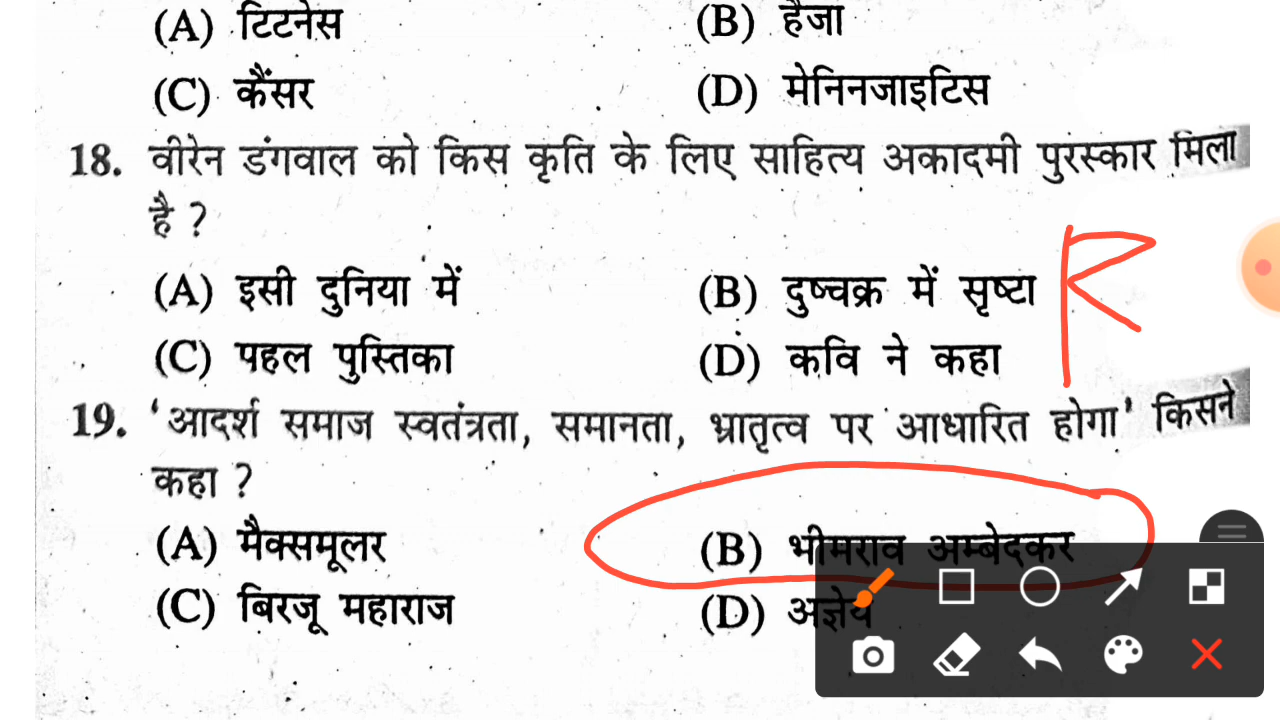 (A) टिटनेस (B) हैजा
(C) कैंसर (D) मेनिनजाइटिस
18. वीरेन डंगवाल को किस कृति के लिए साहित्य अकादमी पुरस्कार मिला
है ?
(A) इसी दुनिया में (B) दुष्चक्र में सृष्टा
(C) पहल पुस्तिका (D) कवि ने कहा
19. 'आदर्श समाज स्वतंत्रता, समानता, भ्रातृत्व पर आधारित होगा' किसने
कहा ?
(A) मैक्समूलर (B) भीमराव अम्बेदकर
(C) बिरजू महाराज (D) अज्ञेय